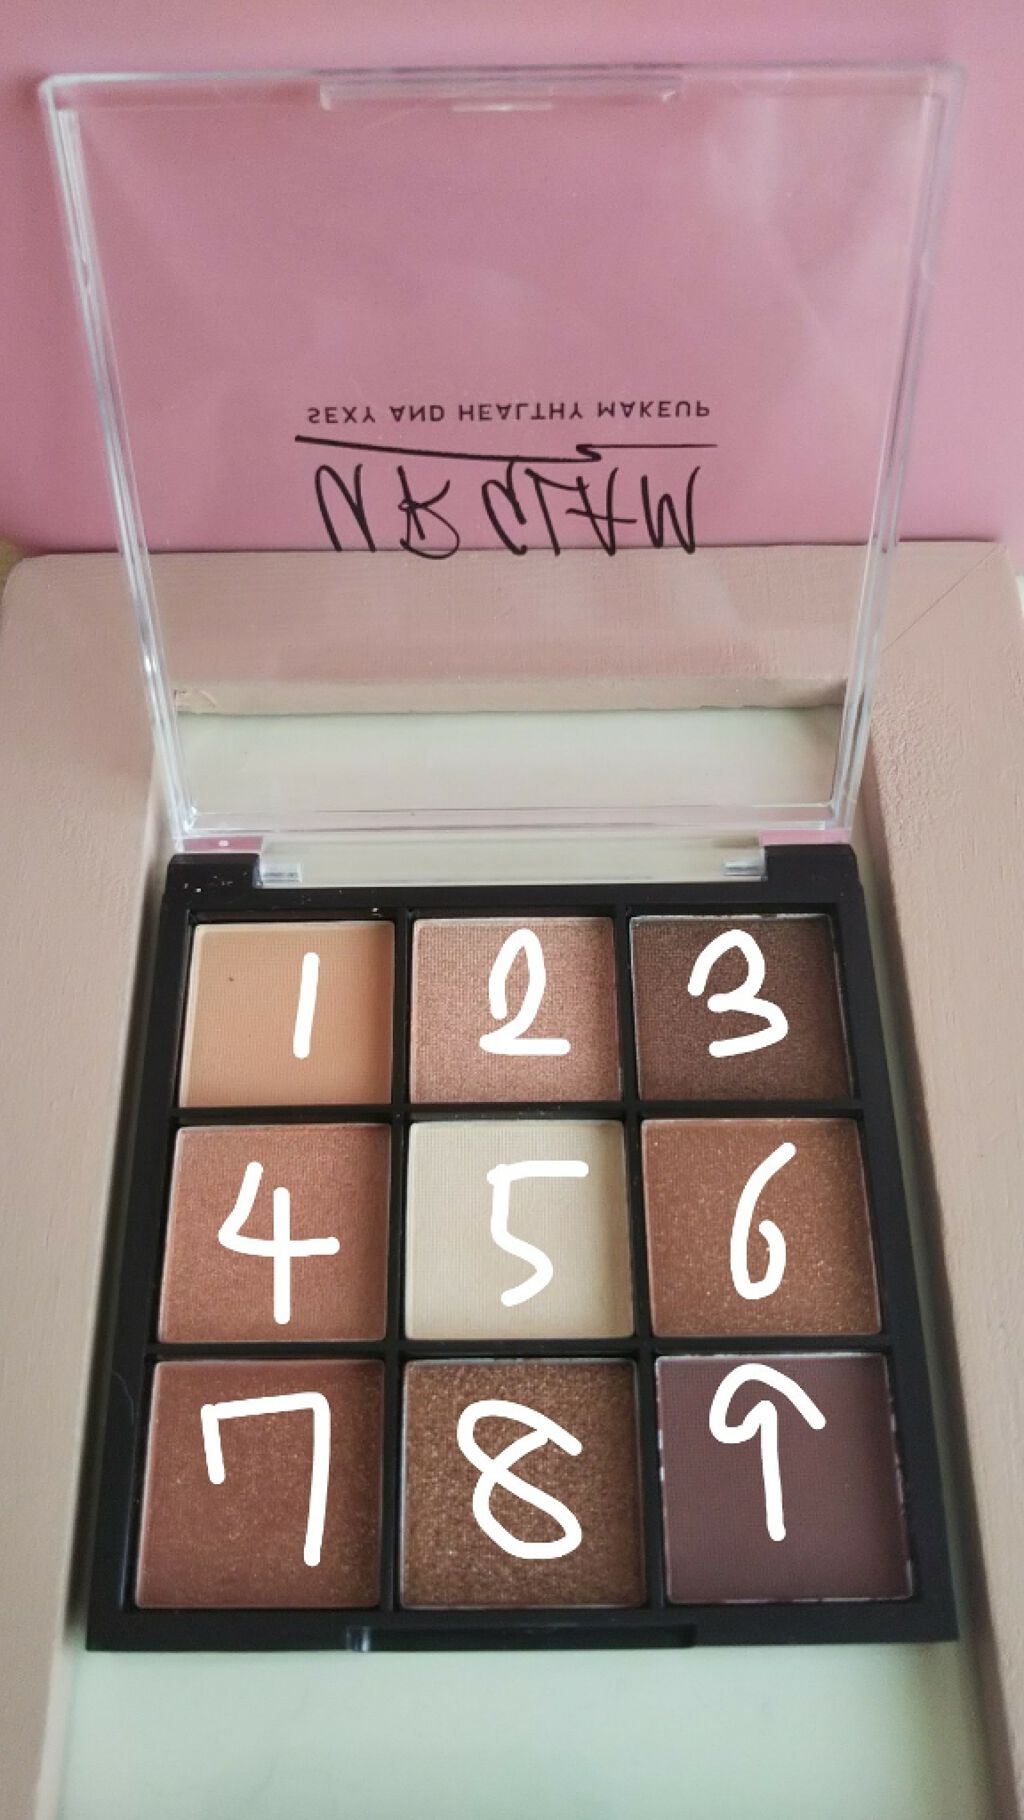 SEXY AND HEALTHY MAKEUP
UR GLAM
1 2 3
4 5 6
7 8 9